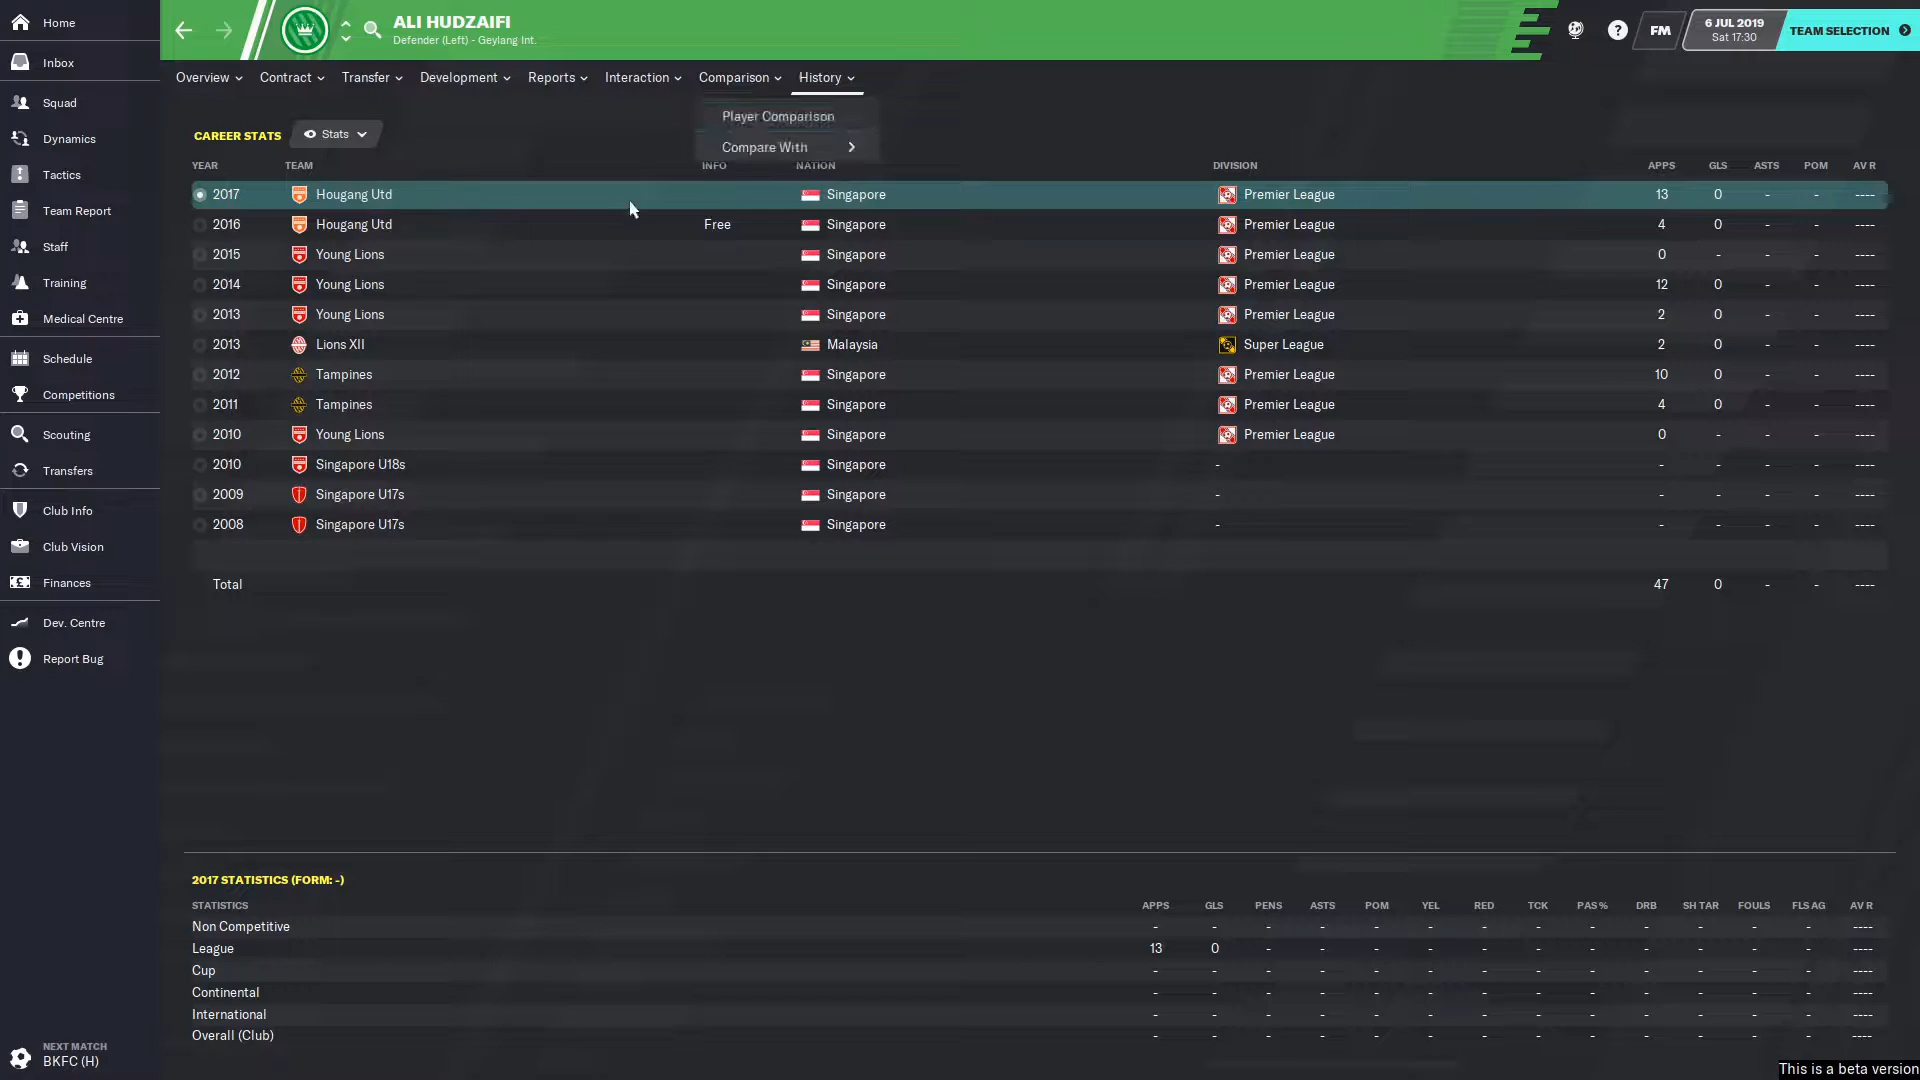 Home
Inbox
Squad
Dynamics
Tactics
Team Report
Staff
Training
Medical Centre
Schedule
Competitions
Scouting
Transfers
Club Info
Club Vision
Finances
Dev. Centre
Report Bug
NEXT MATCH
BKFC (H)
ALI HUDZAIFI
Defender (Left) - Geylang Int.
? FM 6 JUL 2019 Sat 17:30 TEAM SELECTION
Overview Contract Transfer Development Reports Interaction Comparison History
Player Comparison
Compare With
CAREER STATS Stats
YEAR TEAM INFO NATION DIVISION APPS GLS ASTS POM AV R
2017 Hougang Utd Singapore Premier League 13 0 - - ----
2016 Hougang Utd Free Singapore Premier League 4 0 - - ----
2015 Young Lions Singapore Premier League 0 - - - ----
2014 Young Lions Singapore Premier League 12 0 - - ----
2013 Young Lions Singapore Premier League 2 0 - - ----
2013 Lions XII Malaysia Super League 2 0 - - ----
2012 Tampines Singapore Premier League 10 0 - - ----
2011 Tampines Singapore Premier League 4 0 - - ----
2010 Young Lions Singapore Premier League 0 - - - ----
2010 Singapore U18s Singapore - - - - - ----
2009 Singapore U17s Singapore - - - - - ----
2008 Singapore U17s Singapore - - - - - ----
Total 47 0 - - ----
2017 STATISTICS (FORM: -)
STATISTICS APPS GLS PENS ASTS POM YEL RED TCK PAS % DRB SH TAR FOULS FLS AG AV R
Non Competitive - - - - - - - - - - - - - ----
League 13 0 - - - - - - - - - - - ----
Cup - - - - - - - - - - - - - ----
Continental - - - - - - - - - - - - - ----
International - - - - - - - - - - - - - ----
Overall (Club) - - - - - - - - - - - - - ----
This is a beta version